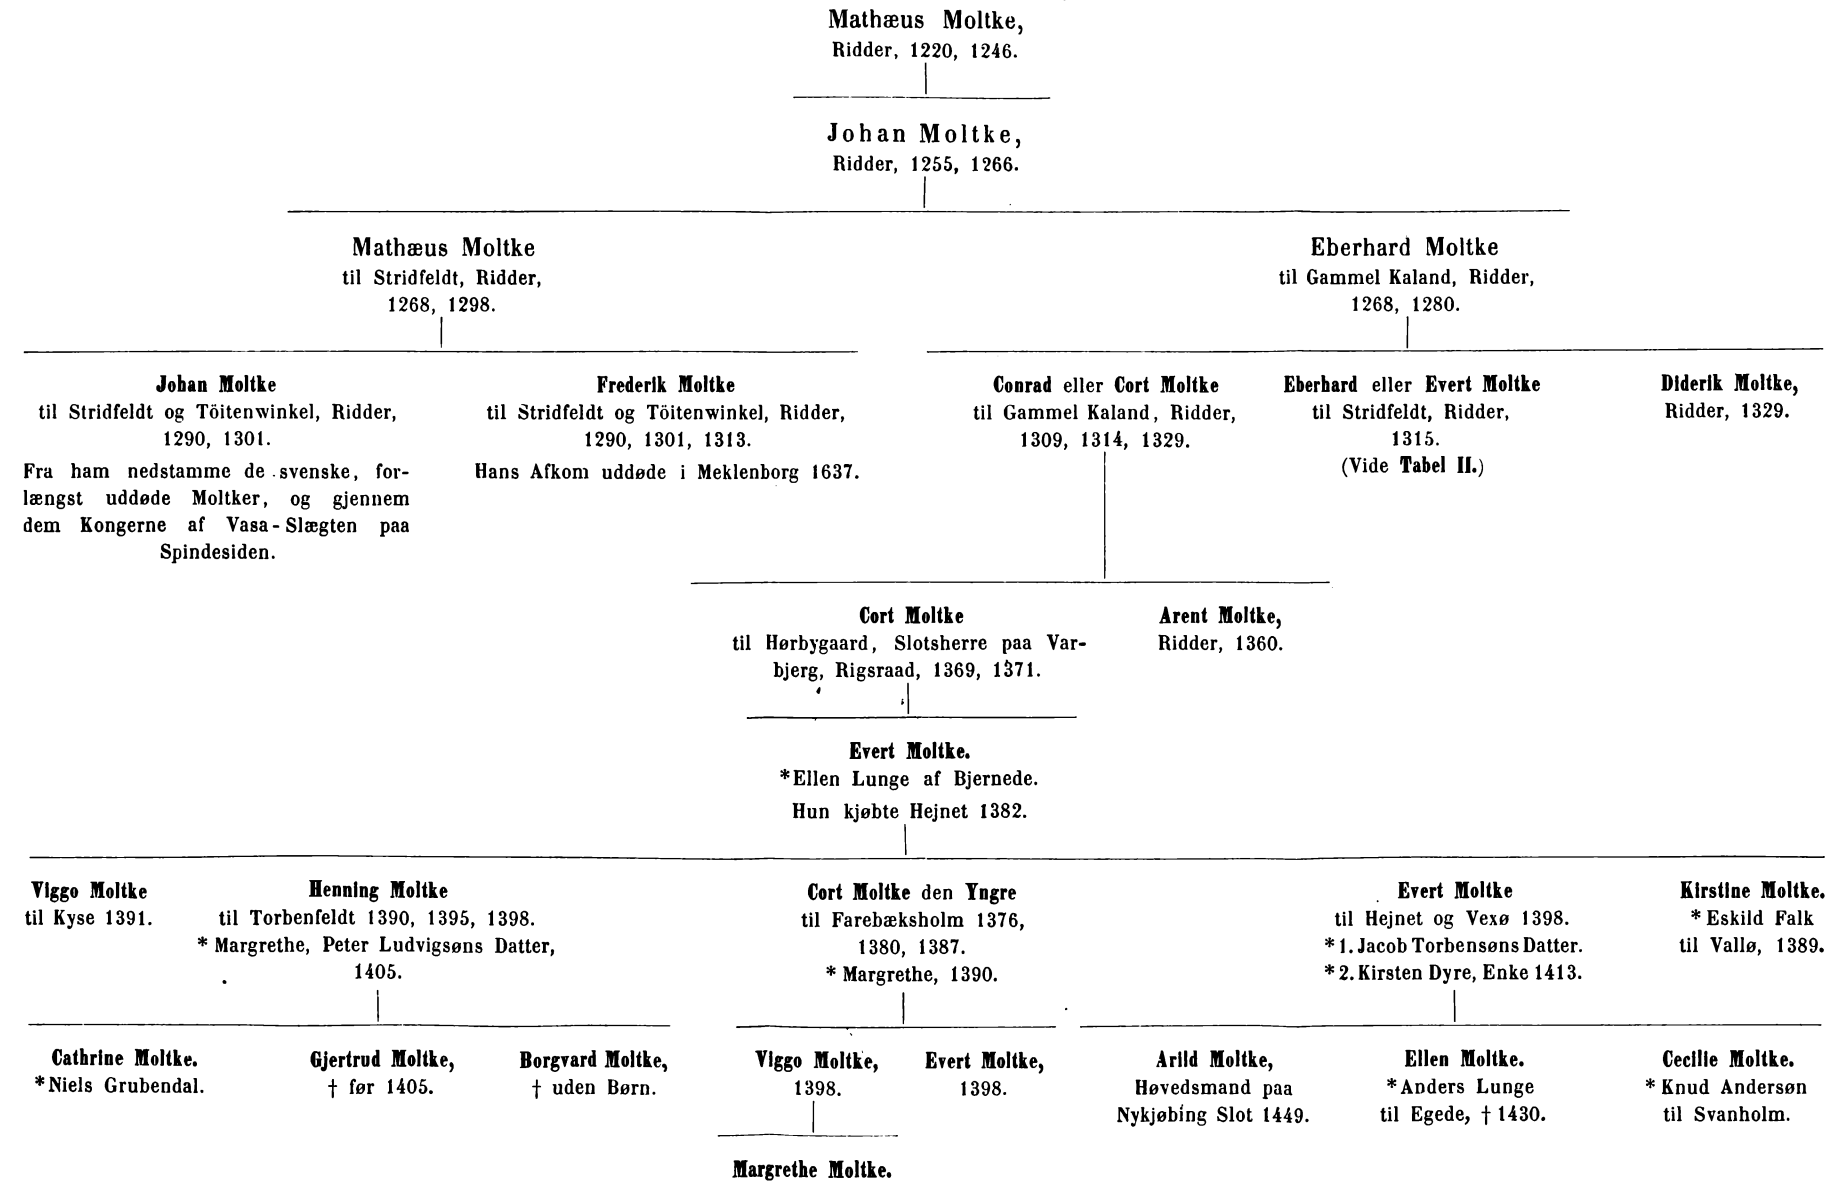 Mathæus Moltke,
Ridder, 1220, 1246.
Johan Moltke,
Ridder, 1255, 1266.
Mathæus Moltke
til Stridfeldt, Ridder,
1268, 1298.
Eberhard Moltke
til Gammel Kaland, Ridder,
1268, 1280.
Johan Moltke
til Stridfeldt og Töitenwinkel, Ridder,
1290, 1301.
Fra ham nedstamme de svenske, for-
længst uddøde Moltker, og gjennem
dem Kongerne af Vasa-Slægten paa
Spindesiden.
Frederik Moltke
til Stridfeldt og Töitenwinkel, Ridder,
1290, 1301, 1313.
Hans Afkom uddøde i Meklenborg 1637.
Conrad eller Cort Moltke
til Gammel Kaland, Ridder,
1309, 1314, 1329.
Eberhard eller Evert Moltke
til Stridfeldt, Ridder,
1315.
(Vide Tabel II.)
Diderik Moltke,
Ridder, 1329.
Cort Moltke
til Hørbygaard, Slotsherre paa Var-
bjerg, Rigsraad, 1369, 1371.
Arent Moltke,
Ridder, 1360.
Evert Moltke.
*Ellen Lunge af Bjernede.
Hun kjøbte Hejnet 1382.
Viggo Moltke
til Kyse 1391.
Henning Moltke
til Torbenfeldt 1390, 1395, 1398.
* Margrethe, Peter Ludvigsøns Datter,
1405.
Cort Moltke den Yngre
til Farebæksholm 1376,
1380, 1387.
* Margrethe, 1390.
Evert Moltke
til Hejnet og Vexø 1398.
*1. Jacob Torbensøns Datter.
*2. Kirsten Dyre, Enke 1413.
Kirstine Moltke.
* Eskild Falk
til Vallø, 1389.
Cathrine Moltke.
*Niels Grubendal.
Gjertrud Moltke,
† før 1405.
Borgvard Moltke,
† uden Børn.
Viggo Moltke,
1398.
Evert Moltke,
1398.
Arild Moltke,
Høvedsmand paa
Nykjøbing Slot 1449.
Ellen Moltke.
*Anders Lunge
til Egede, † 1430.
Cecilie Moltke.
* Knud Andersøn
til Svanholm.
Margrethe Moltke.